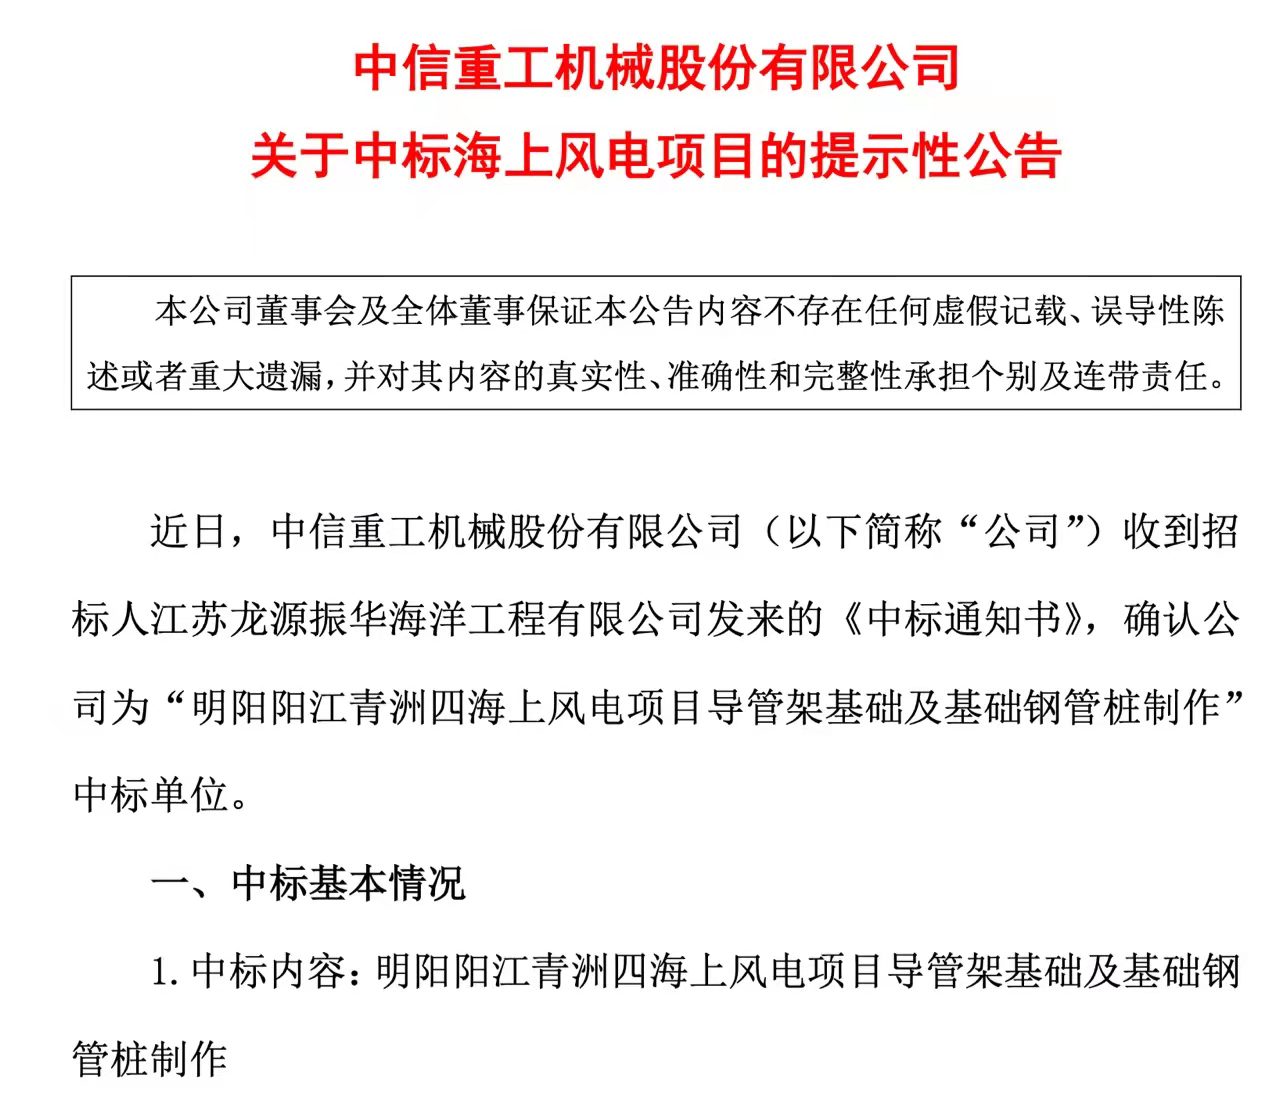 中信重工机械股份有限公司
关于中标海上风电项目的提示性公告
本公司董事会及全体董事保证本公告内容不存在任何虚假记载、误导性陈
述或者重大遗漏，并对其内容的真实性、准确性和完整性承担个别及连带责任。
近日，中信重工机械股份有限公司（以下简称“公司”）收到招
标人江苏龙源振华海洋工程有限公司发来的《中标通知书》，确认公
司为“明阳阳江青洲四海上风电项目导管架基础及基础钢管桩制作”
中标单位。
一、中标基本情况
1.中标内容：明阳阳江青洲四海上风电项目导管架基础及基础钢
管桩制作